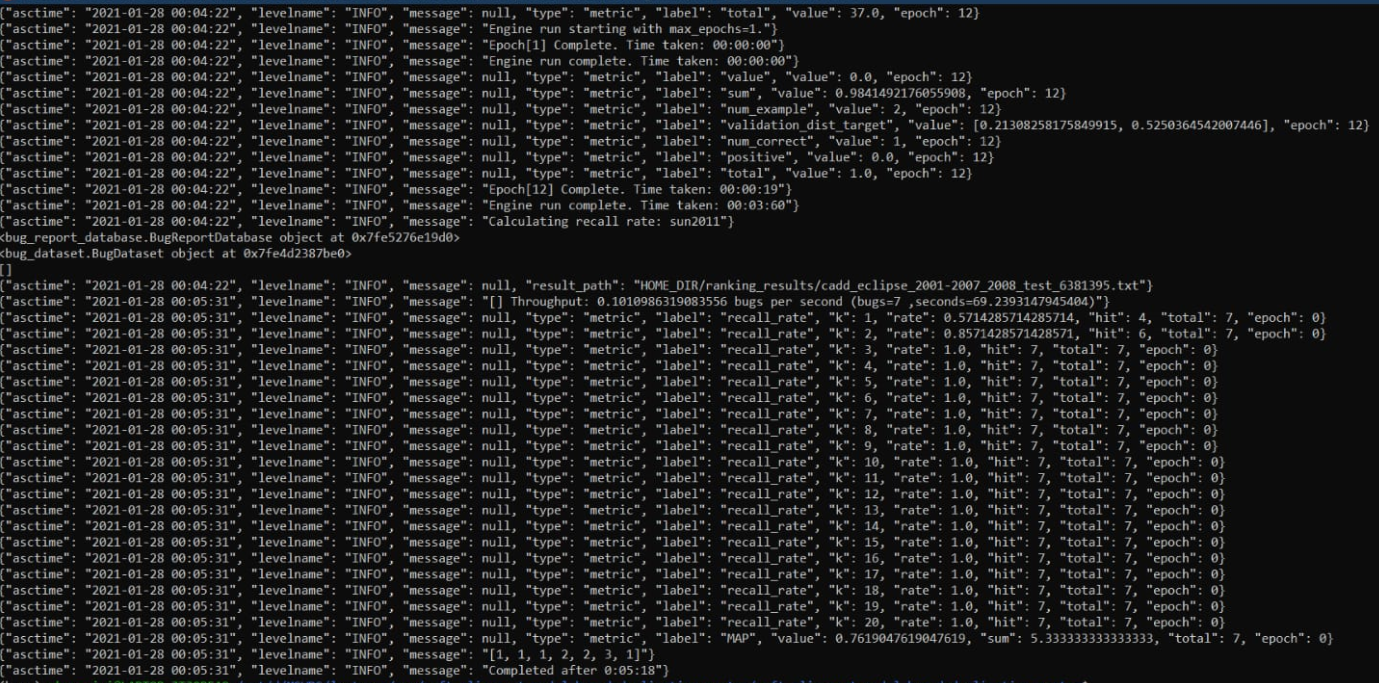 {"asctime": "2021-01-28 00:04:22", "levelname": "INFO", "message": null, "type": "metric", "label": "total", "value": 37.0, "epoch": 12}
{"asctime": "2021-01-28 00:04:22", "levelname": "INFO", "message": "Engine run starting with max_epochs=1."}
{"asctime": "2021-01-28 00:04:22", "levelname": "INFO", "message": "Epoch[1] Complete. Time taken: 00:00:00"}
{"asctime": "2021-01-28 00:04:22", "levelname": "INFO", "message": "Engine run complete. Time taken: 00:00:00"}
{"asctime": "2021-01-28 00:04:22", "levelname": "INFO", "message": null, "type": "metric", "label": "value", "value": 0.0, "epoch": 12}
{"asctime": "2021-01-28 00:04:22", "levelname": "INFO", "message": null, "type": "metric", "label": "sum", "value": 0.9841492176055908, "epoch": 12}
{"asctime": "2021-01-28 00:04:22", "levelname": "INFO", "message": null, "type": "metric", "label": "num_example", "value": 2, "epoch": 12}
{"asctime": "2021-01-28 00:04:22", "levelname": "INFO", "message": null, "type": "metric", "label": "validation_dist_target", "value": [0.21308258175849915, 0.5250364542007446], "epoch": 12}
{"asctime": "2021-01-28 00:04:22", "levelname": "INFO", "message": null, "type": "metric", "label": "num_correct", "value": 1, "epoch": 12}
{"asctime": "2021-01-28 00:04:22", "levelname": "INFO", "message": null, "type": "metric", "label": "positive", "value": 0.0, "epoch": 12}
{"asctime": "2021-01-28 00:04:22", "levelname": "INFO", "message": null, "type": "metric", "label": "total", "value": 1.0, "epoch": 12}
{"asctime": "2021-01-28 00:04:22", "levelname": "INFO", "message": "Epoch[12] Complete. Time taken: 00:00:19"}
{"asctime": "2021-01-28 00:04:22", "levelname": "INFO", "message": "Engine run complete. Time taken: 00:03:60"}
{"asctime": "2021-01-28 00:04:22", "levelname": "INFO", "message": "Calculating recall rate: sun2011"}
<bug_report_database.BugReportDatabase object at 0x7fe5276e19d0>
<bug_dataset.BugDataset object at 0x7fe4d2387be0>
[]
{"asctime": "2021-01-28 00:04:22", "levelname": "INFO", "message": null, "result_path": "HOME_DIR/ranking_results/cadd_eclipse_2001-2007_2008_test_6381395.txt"}
{"asctime": "2021-01-28 00:05:31", "levelname": "INFO", "message": "[] Throughput: 0.1010986319083556 bugs per second (bugs=7 ,seconds=69.2393147945404)"}
{"asctime": "2021-01-28 00:05:31", "levelname": "INFO", "message": null, "type": "metric", "label": "recall_rate", "k": 1, "rate": 0.5714285714285714, "hit": 4, "total": 7, "epoch": 0}
{"asctime": "2021-01-28 00:05:31", "levelname": "INFO", "message": null, "type": "metric", "label": "recall_rate", "k": 2, "rate": 0.8571428571428571, "hit": 6, "total": 7, "epoch": 0}
{"asctime": "2021-01-28 00:05:31", "levelname": "INFO", "message": null, "type": "metric", "label": "recall_rate", "k": 3, "rate": 1.0, "hit": 7, "total": 7, "epoch": 0}
{"asctime": "2021-01-28 00:05:31", "levelname": "INFO", "message": null, "type": "metric", "label": "recall_rate", "k": 4, "rate": 1.0, "hit": 7, "total": 7, "epoch": 0}
{"asctime": "2021-01-28 00:05:31", "levelname": "INFO", "message": null, "type": "metric", "label": "recall_rate", "k": 5, "rate": 1.0, "hit": 7, "total": 7, "epoch": 0}
{"asctime": "2021-01-28 00:05:31", "levelname": "INFO", "message": null, "type": "metric", "label": "recall_rate", "k": 6, "rate": 1.0, "hit": 7, "total": 7, "epoch": 0}
{"asctime": "2021-01-28 00:05:31", "levelname": "INFO", "message": null, "type": "metric", "label": "recall_rate", "k": 7, "rate": 1.0, "hit": 7, "total": 7, "epoch": 0}
{"asctime": "2021-01-28 00:05:31", "levelname": "INFO", "message": null, "type": "metric", "label": "recall_rate", "k": 8, "rate": 1.0, "hit": 7, "total": 7, "epoch": 0}
{"asctime": "2021-01-28 00:05:31", "levelname": "INFO", "message": null, "type": "metric", "label": "recall_rate", "k": 9, "rate": 1.0, "hit": 7, "total": 7, "epoch": 0}
{"asctime": "2021-01-28 00:05:31", "levelname": "INFO", "message": null, "type": "metric", "label": "recall_rate", "k": 10, "rate": 1.0, "hit": 7, "total": 7, "epoch": 0}
{"asctime": "2021-01-28 00:05:31", "levelname": "INFO", "message": null, "type": "metric", "label": "recall_rate", "k": 11, "rate": 1.0, "hit": 7, "total": 7, "epoch": 0}
{"asctime": "2021-01-28 00:05:31", "levelname": "INFO", "message": null, "type": "metric", "label": "recall_rate", "k": 12, "rate": 1.0, "hit": 7, "total": 7, "epoch": 0}
{"asctime": "2021-01-28 00:05:31", "levelname": "INFO", "message": null, "type": "metric", "label": "recall_rate", "k": 13, "rate": 1.0, "hit": 7, "total": 7, "epoch": 0}
{"asctime": "2021-01-28 00:05:31", "levelname": "INFO", "message": null, "type": "metric", "label": "recall_rate", "k": 14, "rate": 1.0, "hit": 7, "total": 7, "epoch": 0}
{"asctime": "2021-01-28 00:05:31", "levelname": "INFO", "message": null, "type": "metric", "label": "recall_rate", "k": 15, "rate": 1.0, "hit": 7, "total": 7, "epoch": 0}
{"asctime": "2021-01-28 00:05:31", "levelname": "INFO", "message": null, "type": "metric", "label": "recall_rate", "k": 16, "rate": 1.0, "hit": 7, "total": 7, "epoch": 0}
{"asctime": "2021-01-28 00:05:31", "levelname": "INFO", "message": null, "type": "metric", "label": "recall_rate", "k": 17, "rate": 1.0, "hit": 7, "total": 7, "epoch": 0}
{"asctime": "2021-01-28 00:05:31", "levelname": "INFO", "message": null, "type": "metric", "label": "recall_rate", "k": 18, "rate": 1.0, "hit": 7, "total": 7, "epoch": 0}
{"asctime": "2021-01-28 00:05:31", "levelname": "INFO", "message": null, "type": "metric", "label": "recall_rate", "k": 19, "rate": 1.0, "hit": 7, "total": 7, "epoch": 0}
{"asctime": "2021-01-28 00:05:31", "levelname": "INFO", "message": null, "type": "metric", "label": "recall_rate", "k": 20, "rate": 1.0, "hit": 7, "total": 7, "epoch": 0}
{"asctime": "2021-01-28 00:05:31", "levelname": "INFO", "message": null, "type": "metric", "label": "MAP", "value": 0.7619047619047619, "sum": 5.333333333333333, "total": 7, "epoch": 0}
{"asctime": "2021-01-28 00:05:31", "levelname": "INFO", "message": "[1, 1, 1, 2, 2, 3, 1]"}
{"asctime": "2021-01-28 00:05:31", "levelname": "INFO", "message": "Completed after 0:05:18"}